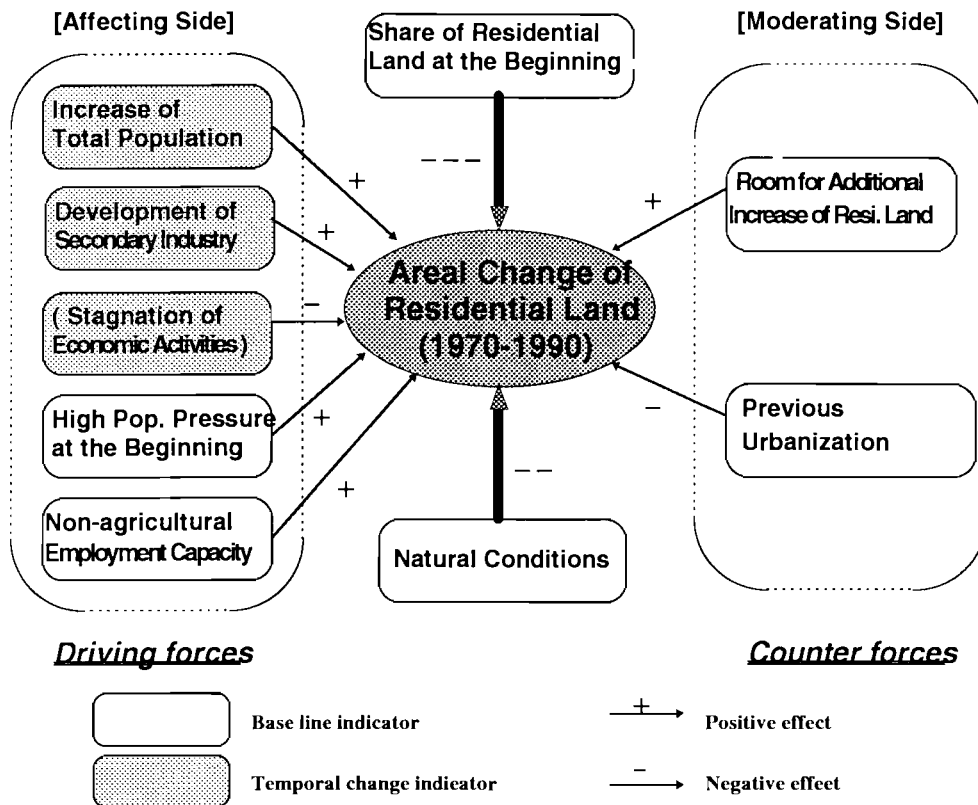 [Affecting Side]
Share of Residential
Land at the Beginning
[Moderating Side]
Increase of
Total Population
Development of
Secondary Industry
( Stagnation of
Economic Activities )
High Pop. Pressure
at the Beginning
Non-agricultural
Employment Capacity
+
+
−
+
+
− − −
Areal Change of
Residential Land
(1970-1990)
− −
Natural Conditions
+
Room for Additional
Increase of Resi. Land
−
Previous
Urbanization
Driving forces
Counter forces
Base line indicator
+
Positive effect
Temporal change indieator
−
Negative effect